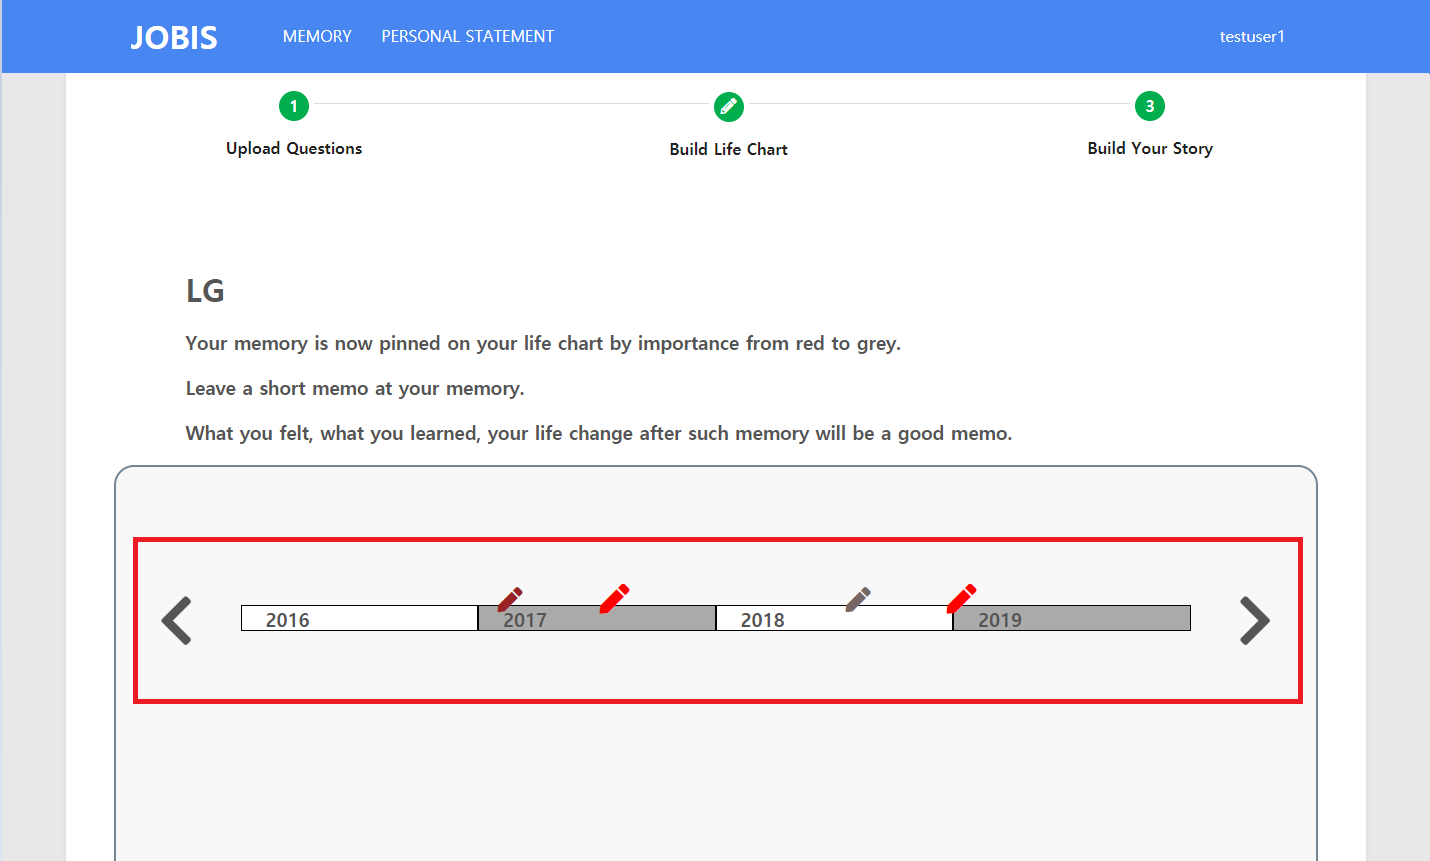 JOBIS MEMORY PERSONAL STATEMENT testuser1
1 3
Upload Questions Build Life Chart Build Your Story
LG
Your memory is now pinned on your life chart by importance from red to grey.
Leave a short memo at your memory.
What you felt, what you learned, your life change after such memory will be a good memo.
2016 2017 2018 2019